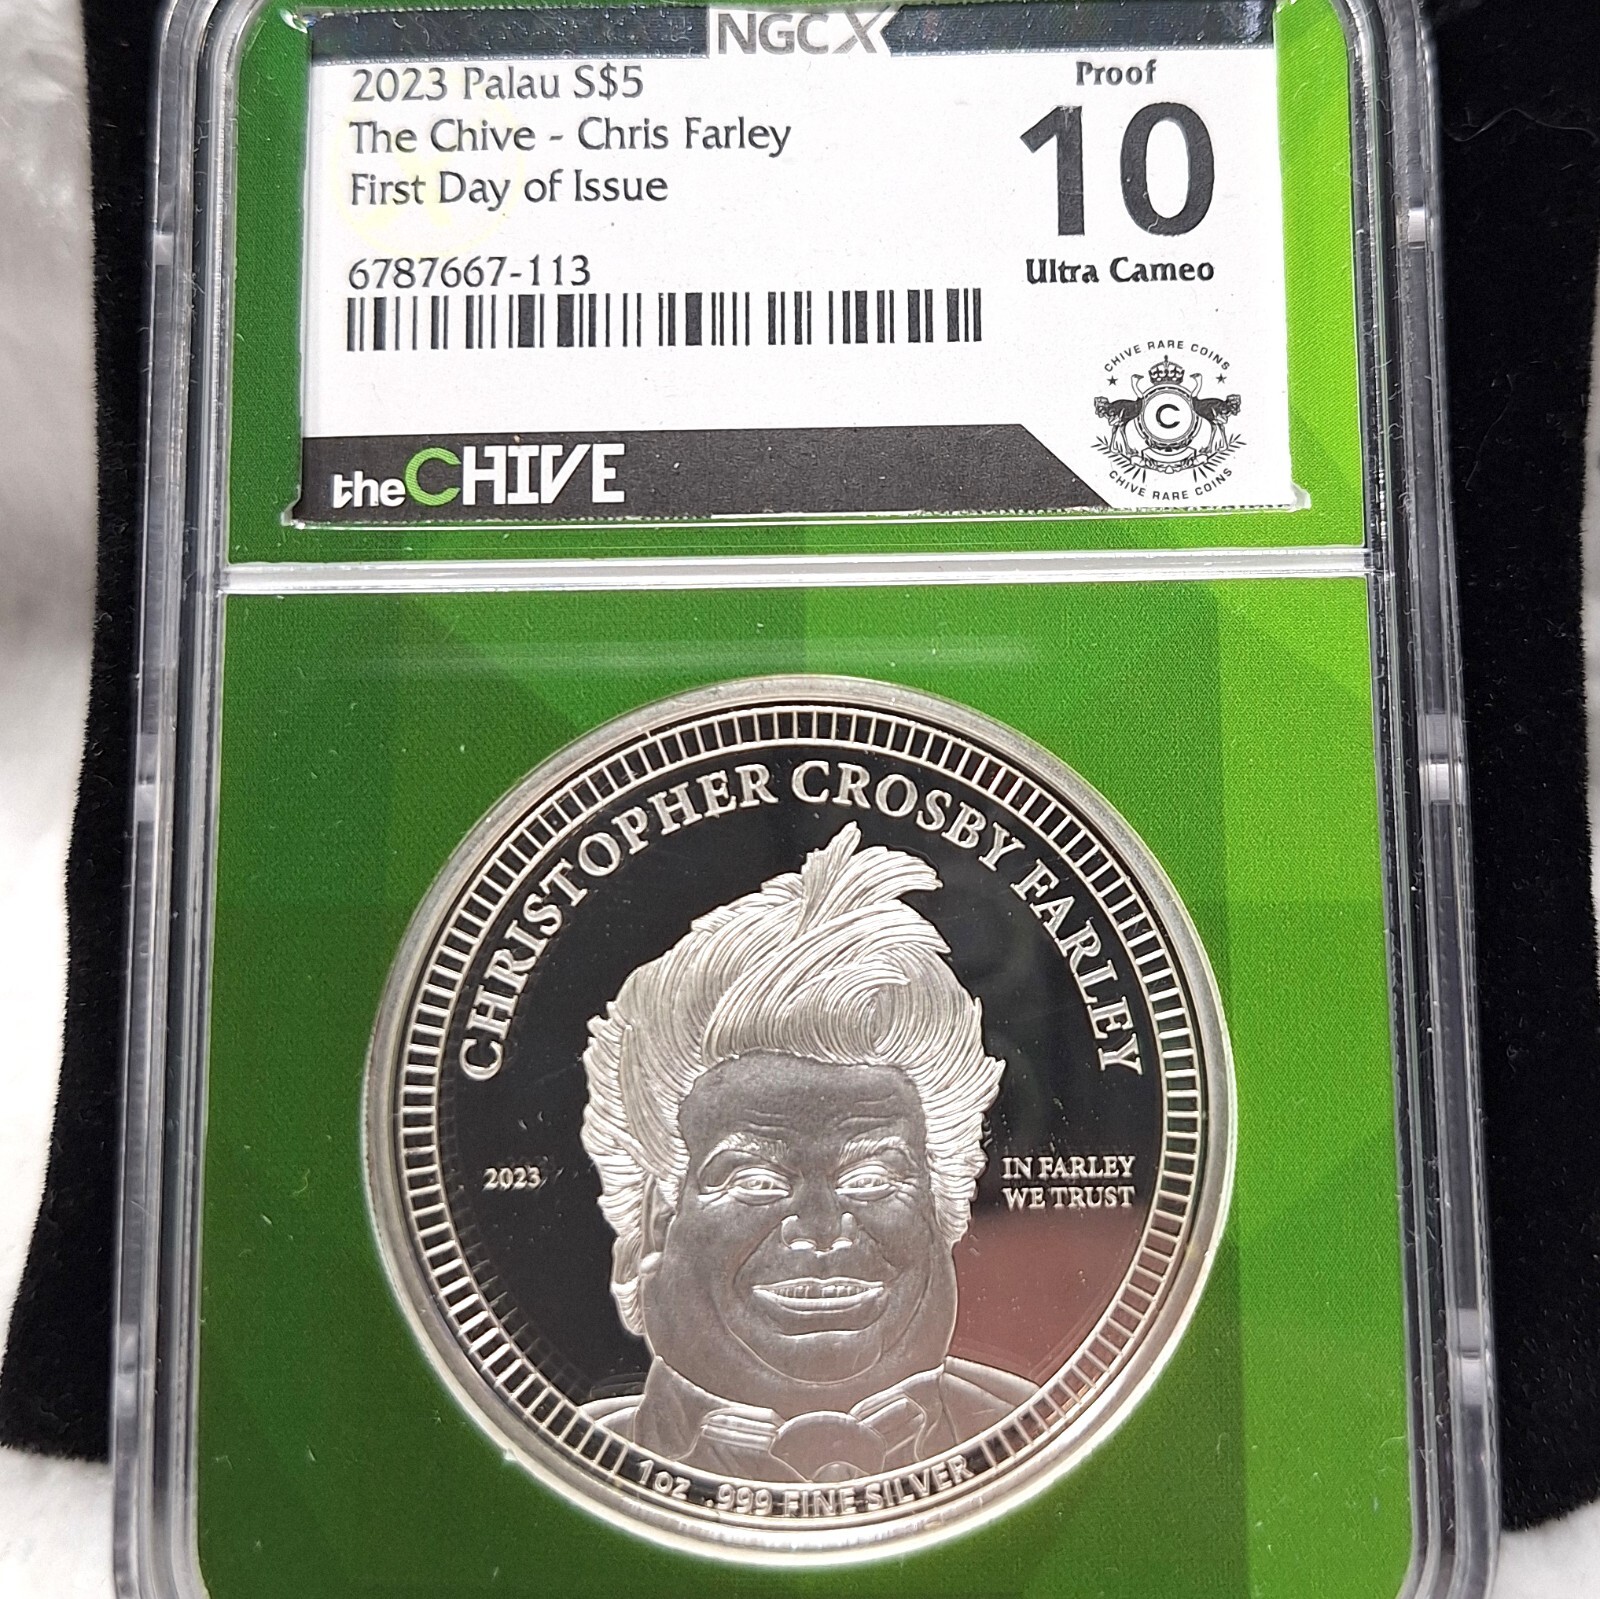 NGCX
2023 Palau S$5
The Chive - Chris Farley
First Day of Issue
6787667-113
Proof
10
Ultra Cameo
CHIVE RARE COINS
C
CHIVE RARE COINS
theCHIVE
CHRISTOPHER CROSBY FARLEY
2023
IN FARLEY
WE TRUST
1oz .999 FINE SILVER